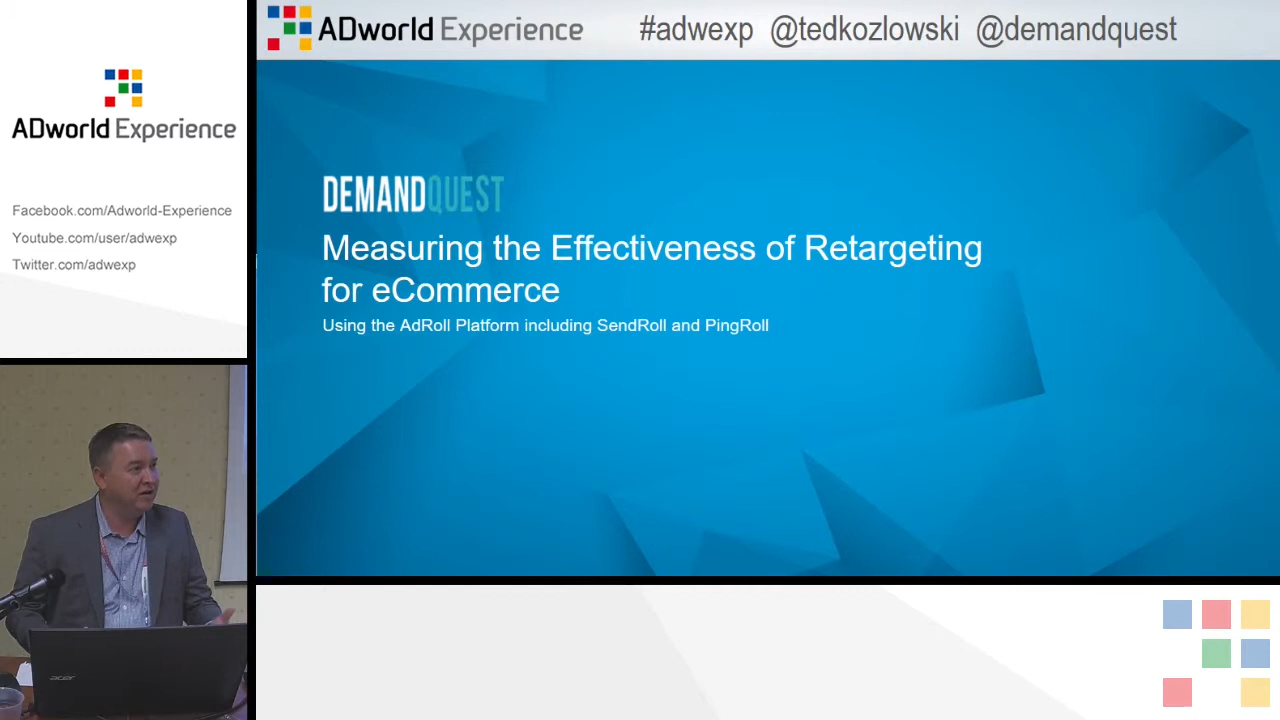 ADworld Experience
#adwexp @tedkozlowski @demandquest
ADworld Experience
Facebook.com/Adworld-Experience
Youtube.com/user/adwexp
Twitter.com/adwexp
DEMANDQUEST
Measuring the Effectiveness of Retargeting
for eCommerce
Using the AdRoll Platform including SendRoll and PingRoll
acer